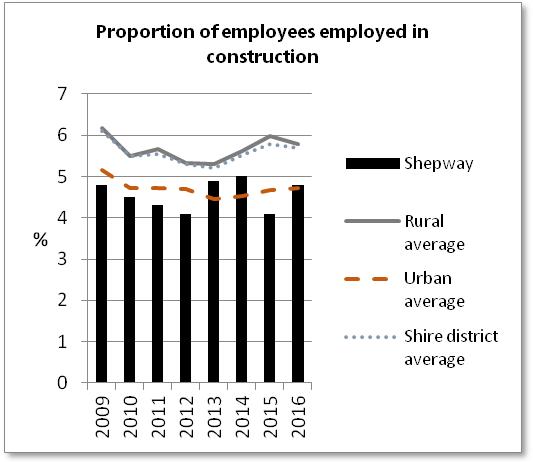 Proportion of employees employed in
construction
7
6
5
4
3
2
1
0
%
2009
2010
2011
2012
2013
2014
2015
2016
Shepway
Rural
average
Urban
average
Shire district
average